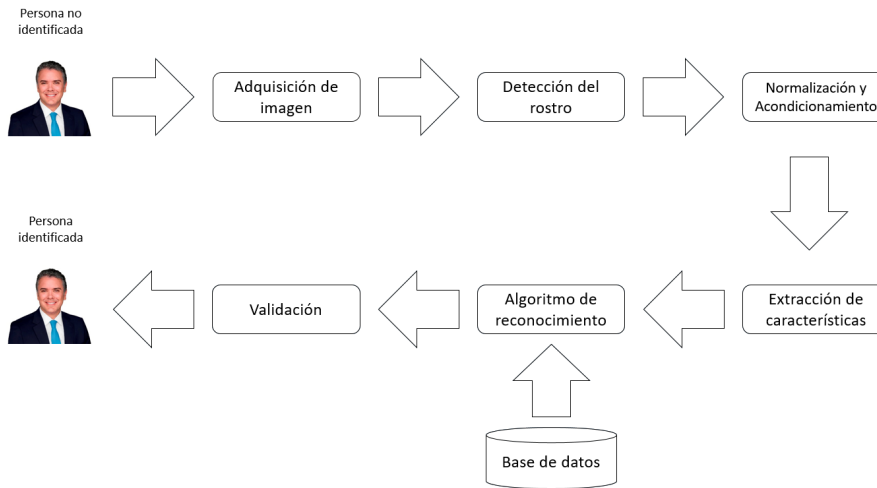 Persona no
identificada
Adquisición de
imagen
Detección del
rostro
Normalización y
Acondicionamiento
Persona
identificada
Validación
Algoritmo de
reconocimiento
Extracción de
características
Base de datos